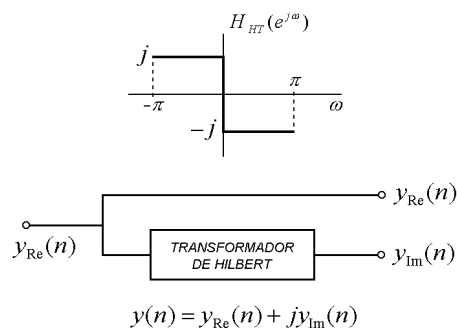 H_HT(e^{jω})
j
-π
π
ω
-j
y_Re(n)
y_Re(n)
TRANSFORMADOR
DE HILBERT
y_Im(n)
y(n) = y_Re(n) + jy_Im(n)